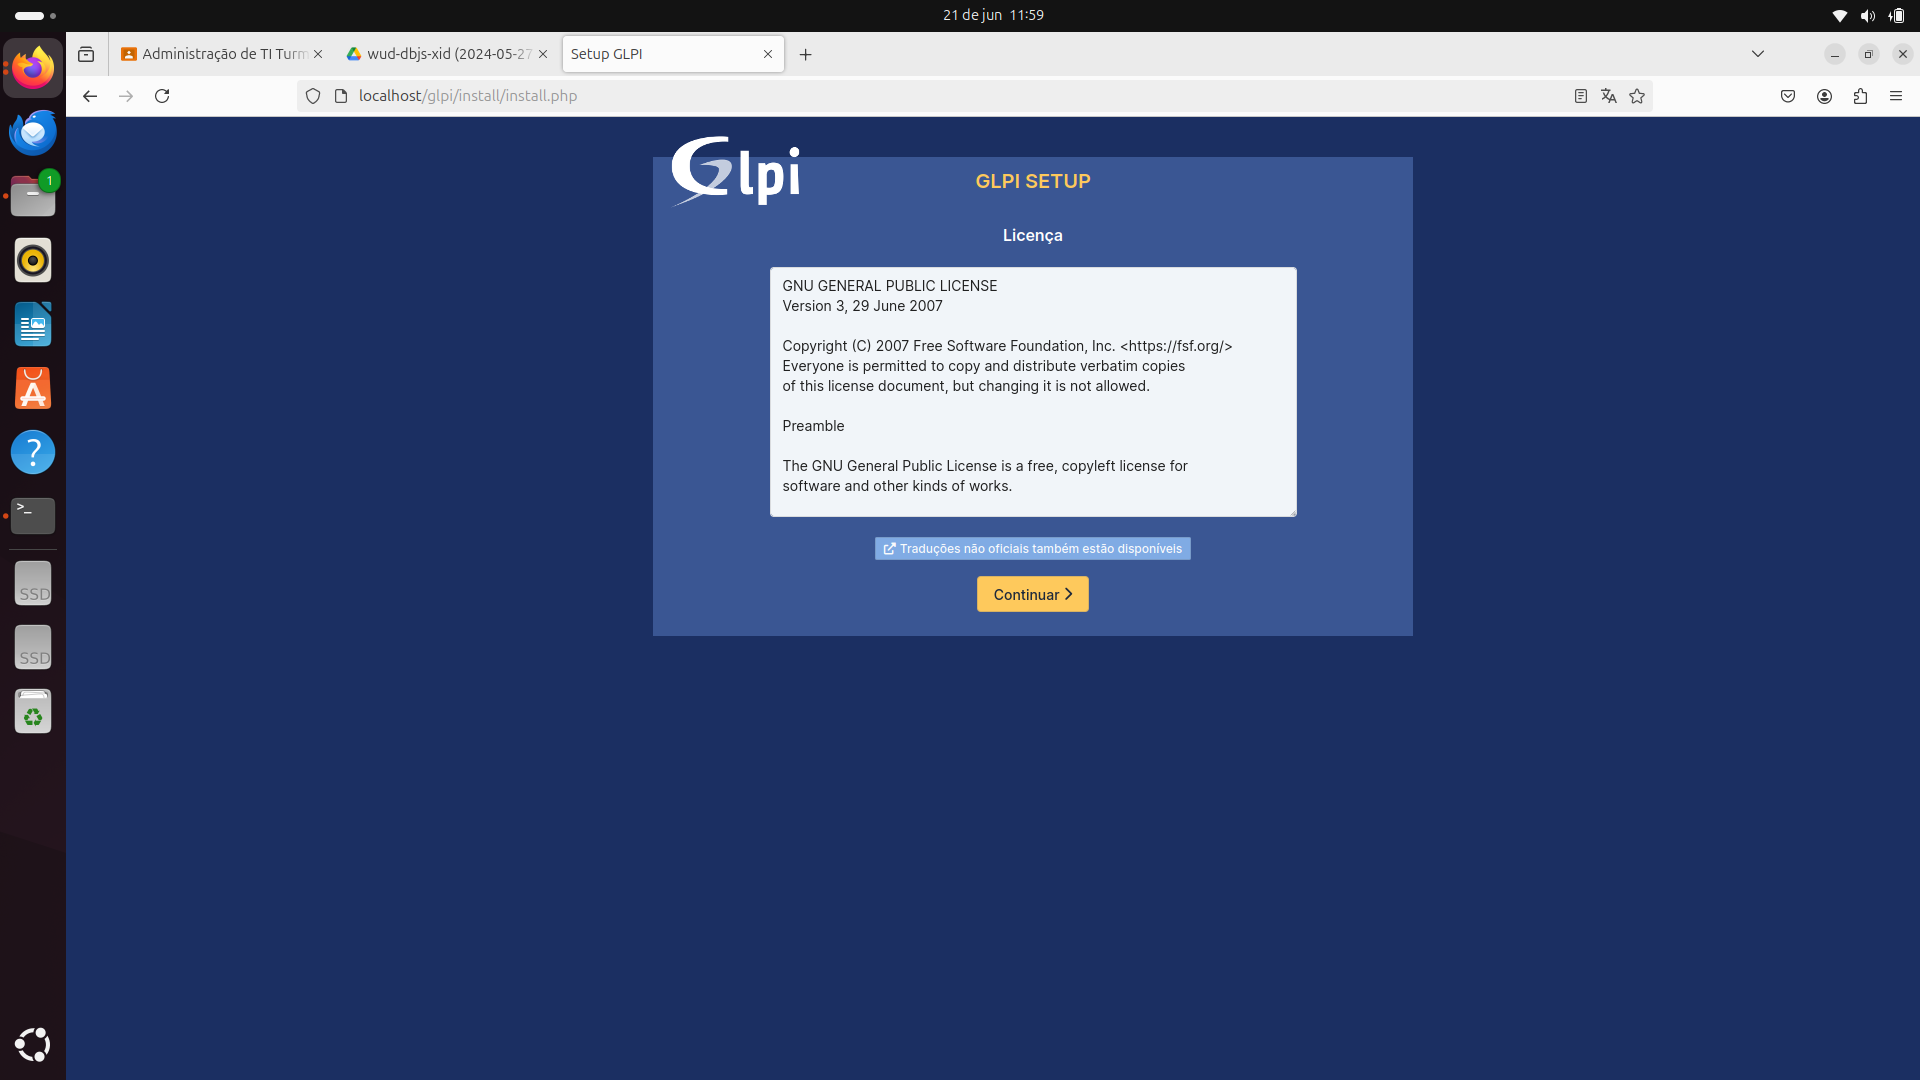 21 de jun 11:59
Administração de TI Turm
wud-dbjs-xid (2024-05-27
Setup GLPI
localhost/glpi/install/install.php
1
Glpi
GLPI SETUP
Licença
GNU GENERAL PUBLIC LICENSE
Version 3, 29 June 2007
Copyright (C) 2007 Free Software Foundation, Inc. <https://fsf.org/>
Everyone is permitted to copy and distribute verbatim copies
of this license document, but changing it is not allowed.
Preamble
The GNU General Public License is a free, copyleft license for
software and other kinds of works.
Traduções não oficiais também estão disponíveis
Continuar
?
>_
SSD
SSD